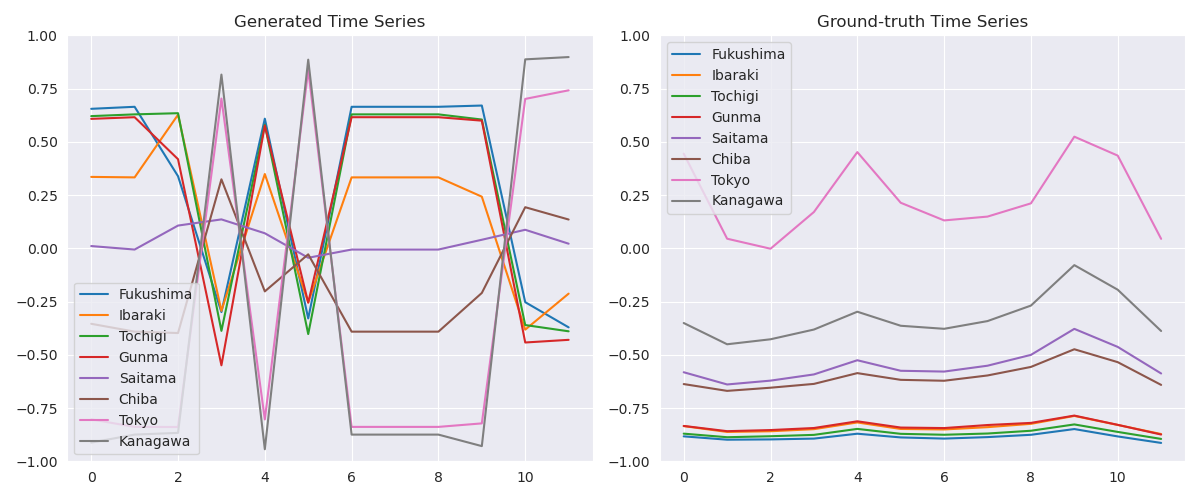 Generated Time Series
1.00
0.75
0.50
0.25
0.00
−0.25
−0.50
−0.75
−1.00
Fukushima
Ibaraki
Tochigi
Gunma
Saitama
Chiba
Tokyo
Kanagawa
0 2 4 6 8 10
Ground-truth Time Series
1.00
0.75
0.50
0.25
0.00
−0.25
−0.50
−0.75
−1.00
Fukushima
Ibaraki
Tochigi
Gunma
Saitama
Chiba
Tokyo
Kanagawa
0 2 4 6 8 10